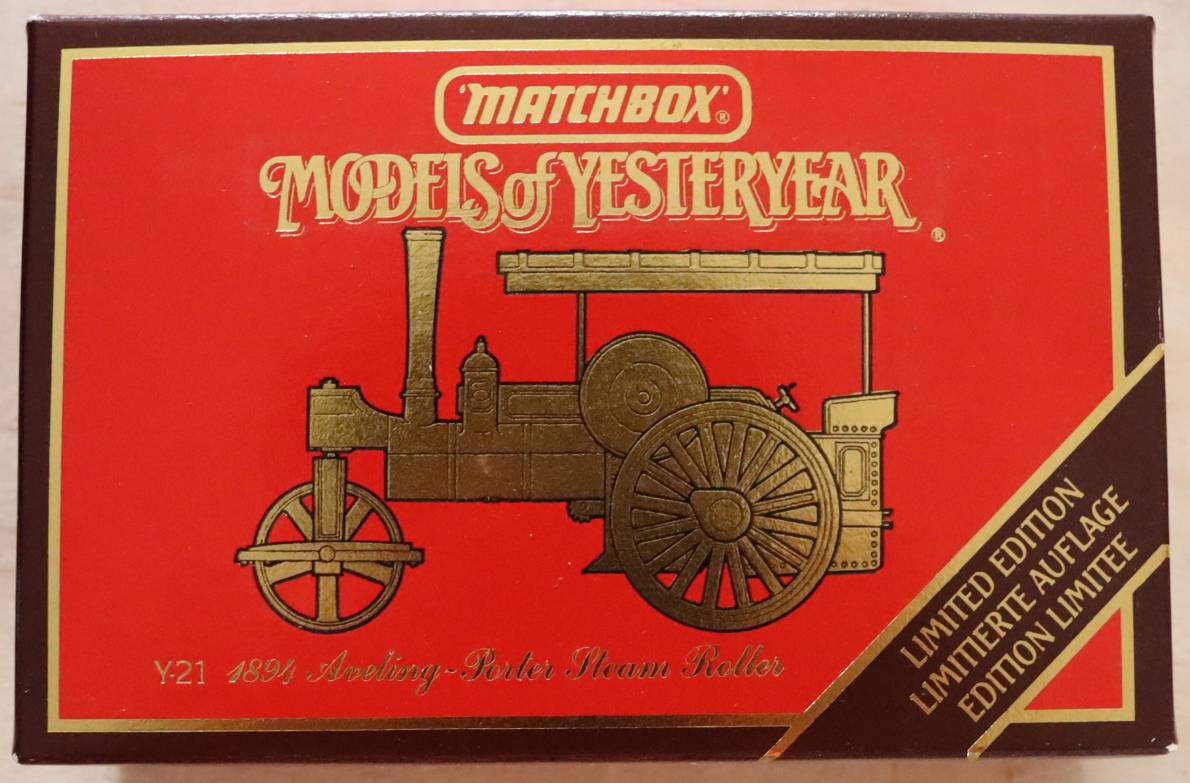 'MATCHBOX'®
MODELS of YESTERYEAR®
Y-21 1894 Aveling-Porter Steam Roller
LIMITED EDITION
LIMITIERTE AUFLAGE
EDITION LIMITEE